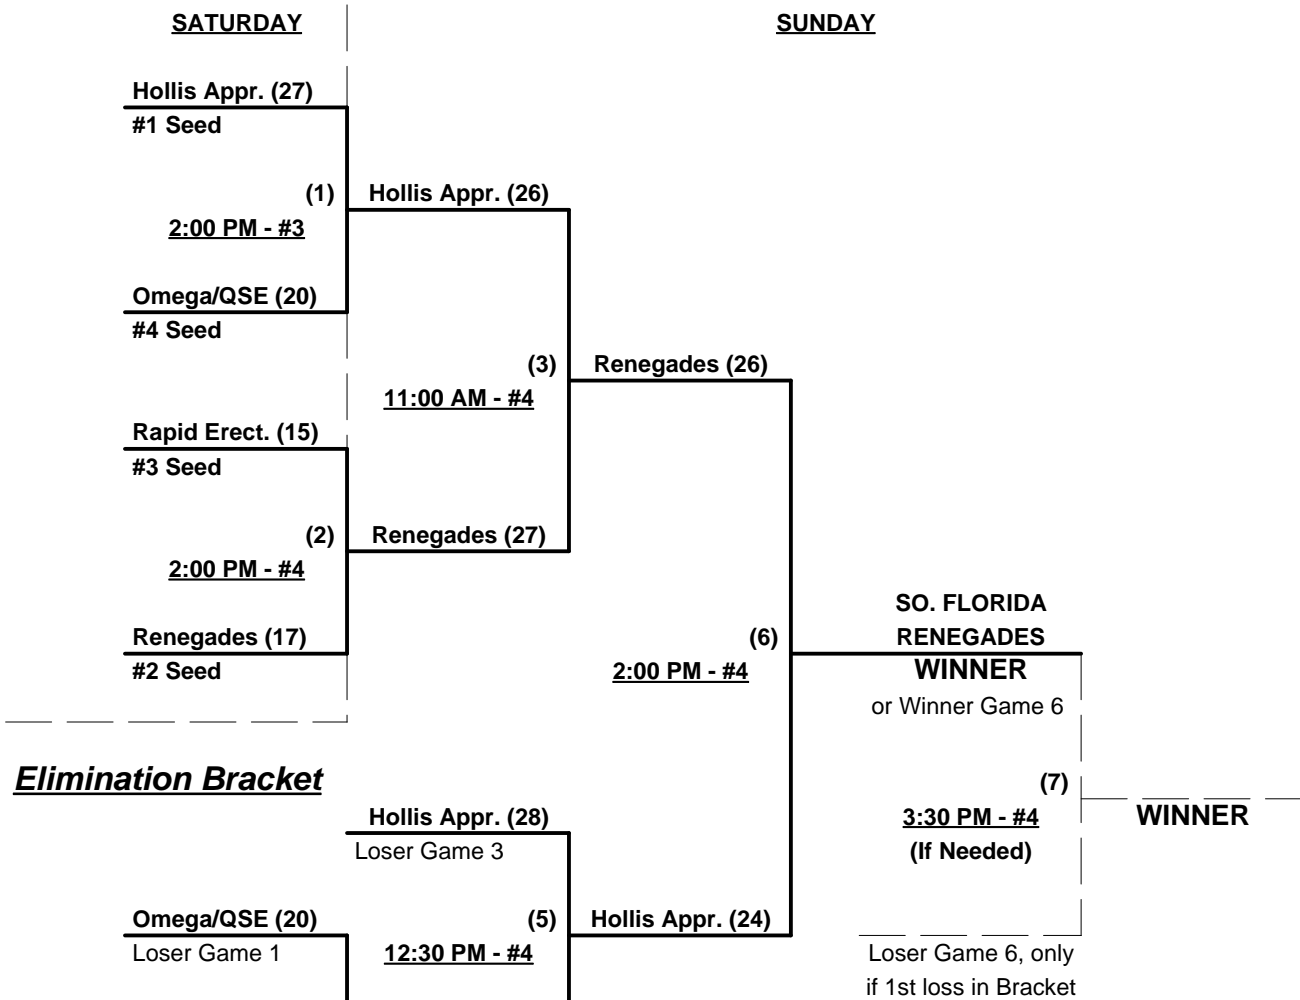 SATURDAY
SUNDAY
Hollis Appr. (27)
#1 Seed
(1)
Hollis Appr. (26)
2:00 PM - #3
Omega/QSE (20)
#4 Seed
(3)
Renegades (26)
11:00 AM - #4
Rapid Erect. (15)
#3 Seed
(2)
Renegades (27)
2:00 PM - #4
SO. FLORIDA
RENEGADES
Renegades (17)
#2 Seed
(6)
2:00 PM - #4
WINNER
or Winner Game 6
Elimination Bracket
(7)
3:30 PM - #4
(If Needed)
WINNER
Hollis Appr. (28)
Loser Game 3
Omega/QSE (20)
Loser Game 1
(5)
12:30 PM - #4
Hollis Appr. (24)
Loser Game 6, only
if 1st loss in Bracket